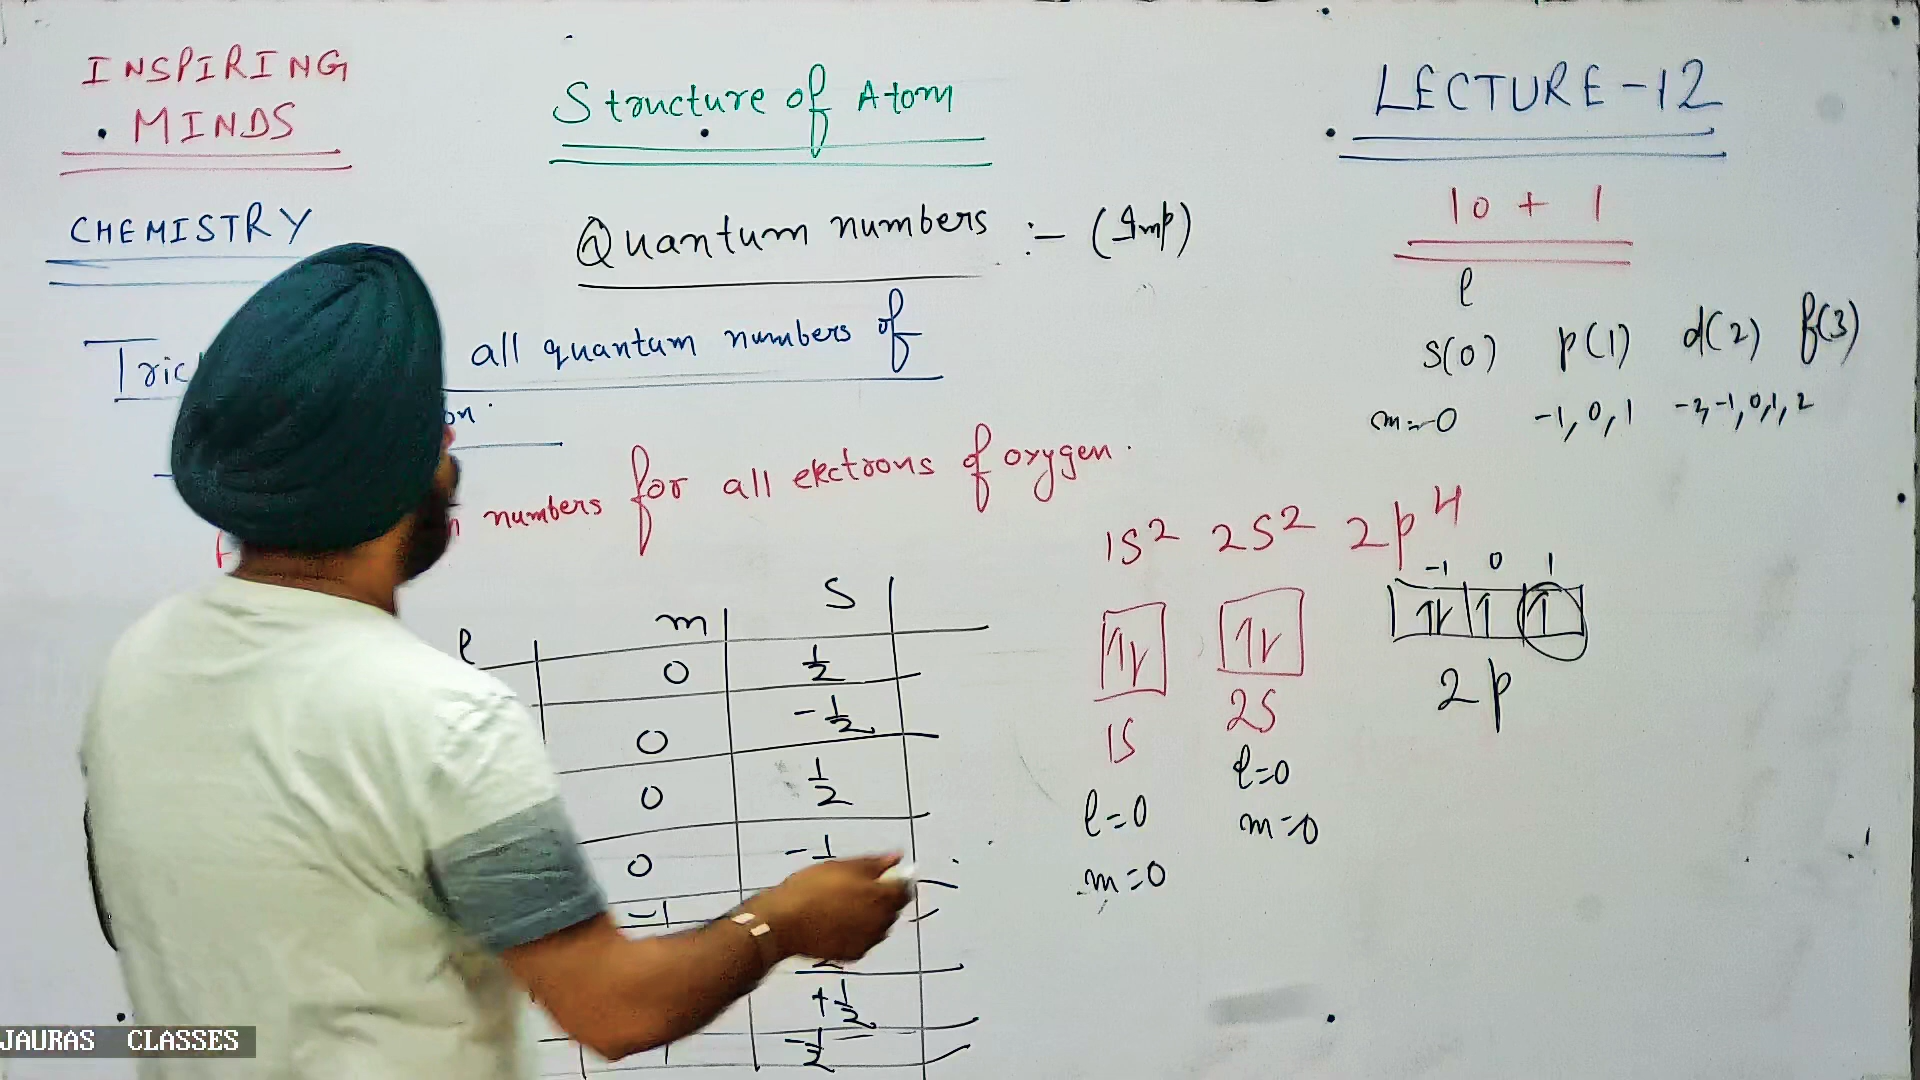 INSPIRING
MINDS
Structure of Atom
LECTURE-12
10 + 1
CHEMISTRY
Quantum numbers :- (Imp)
all quantum numbers of
numbers for all electrons of oxygen.
l
s(0) p(1) d(2) f(3)
m=0 -1, 0, 1 -2, -1, 0, 1, 2
1S² 2S² 2p⁴
-1 0 1
1S
2S
2p
l=0
m=0
l=0
m=0
l m S
0 1/2
0 -1/2
0 1/2
0
-1
+1/2
-1/2
JAURAS CLASSES